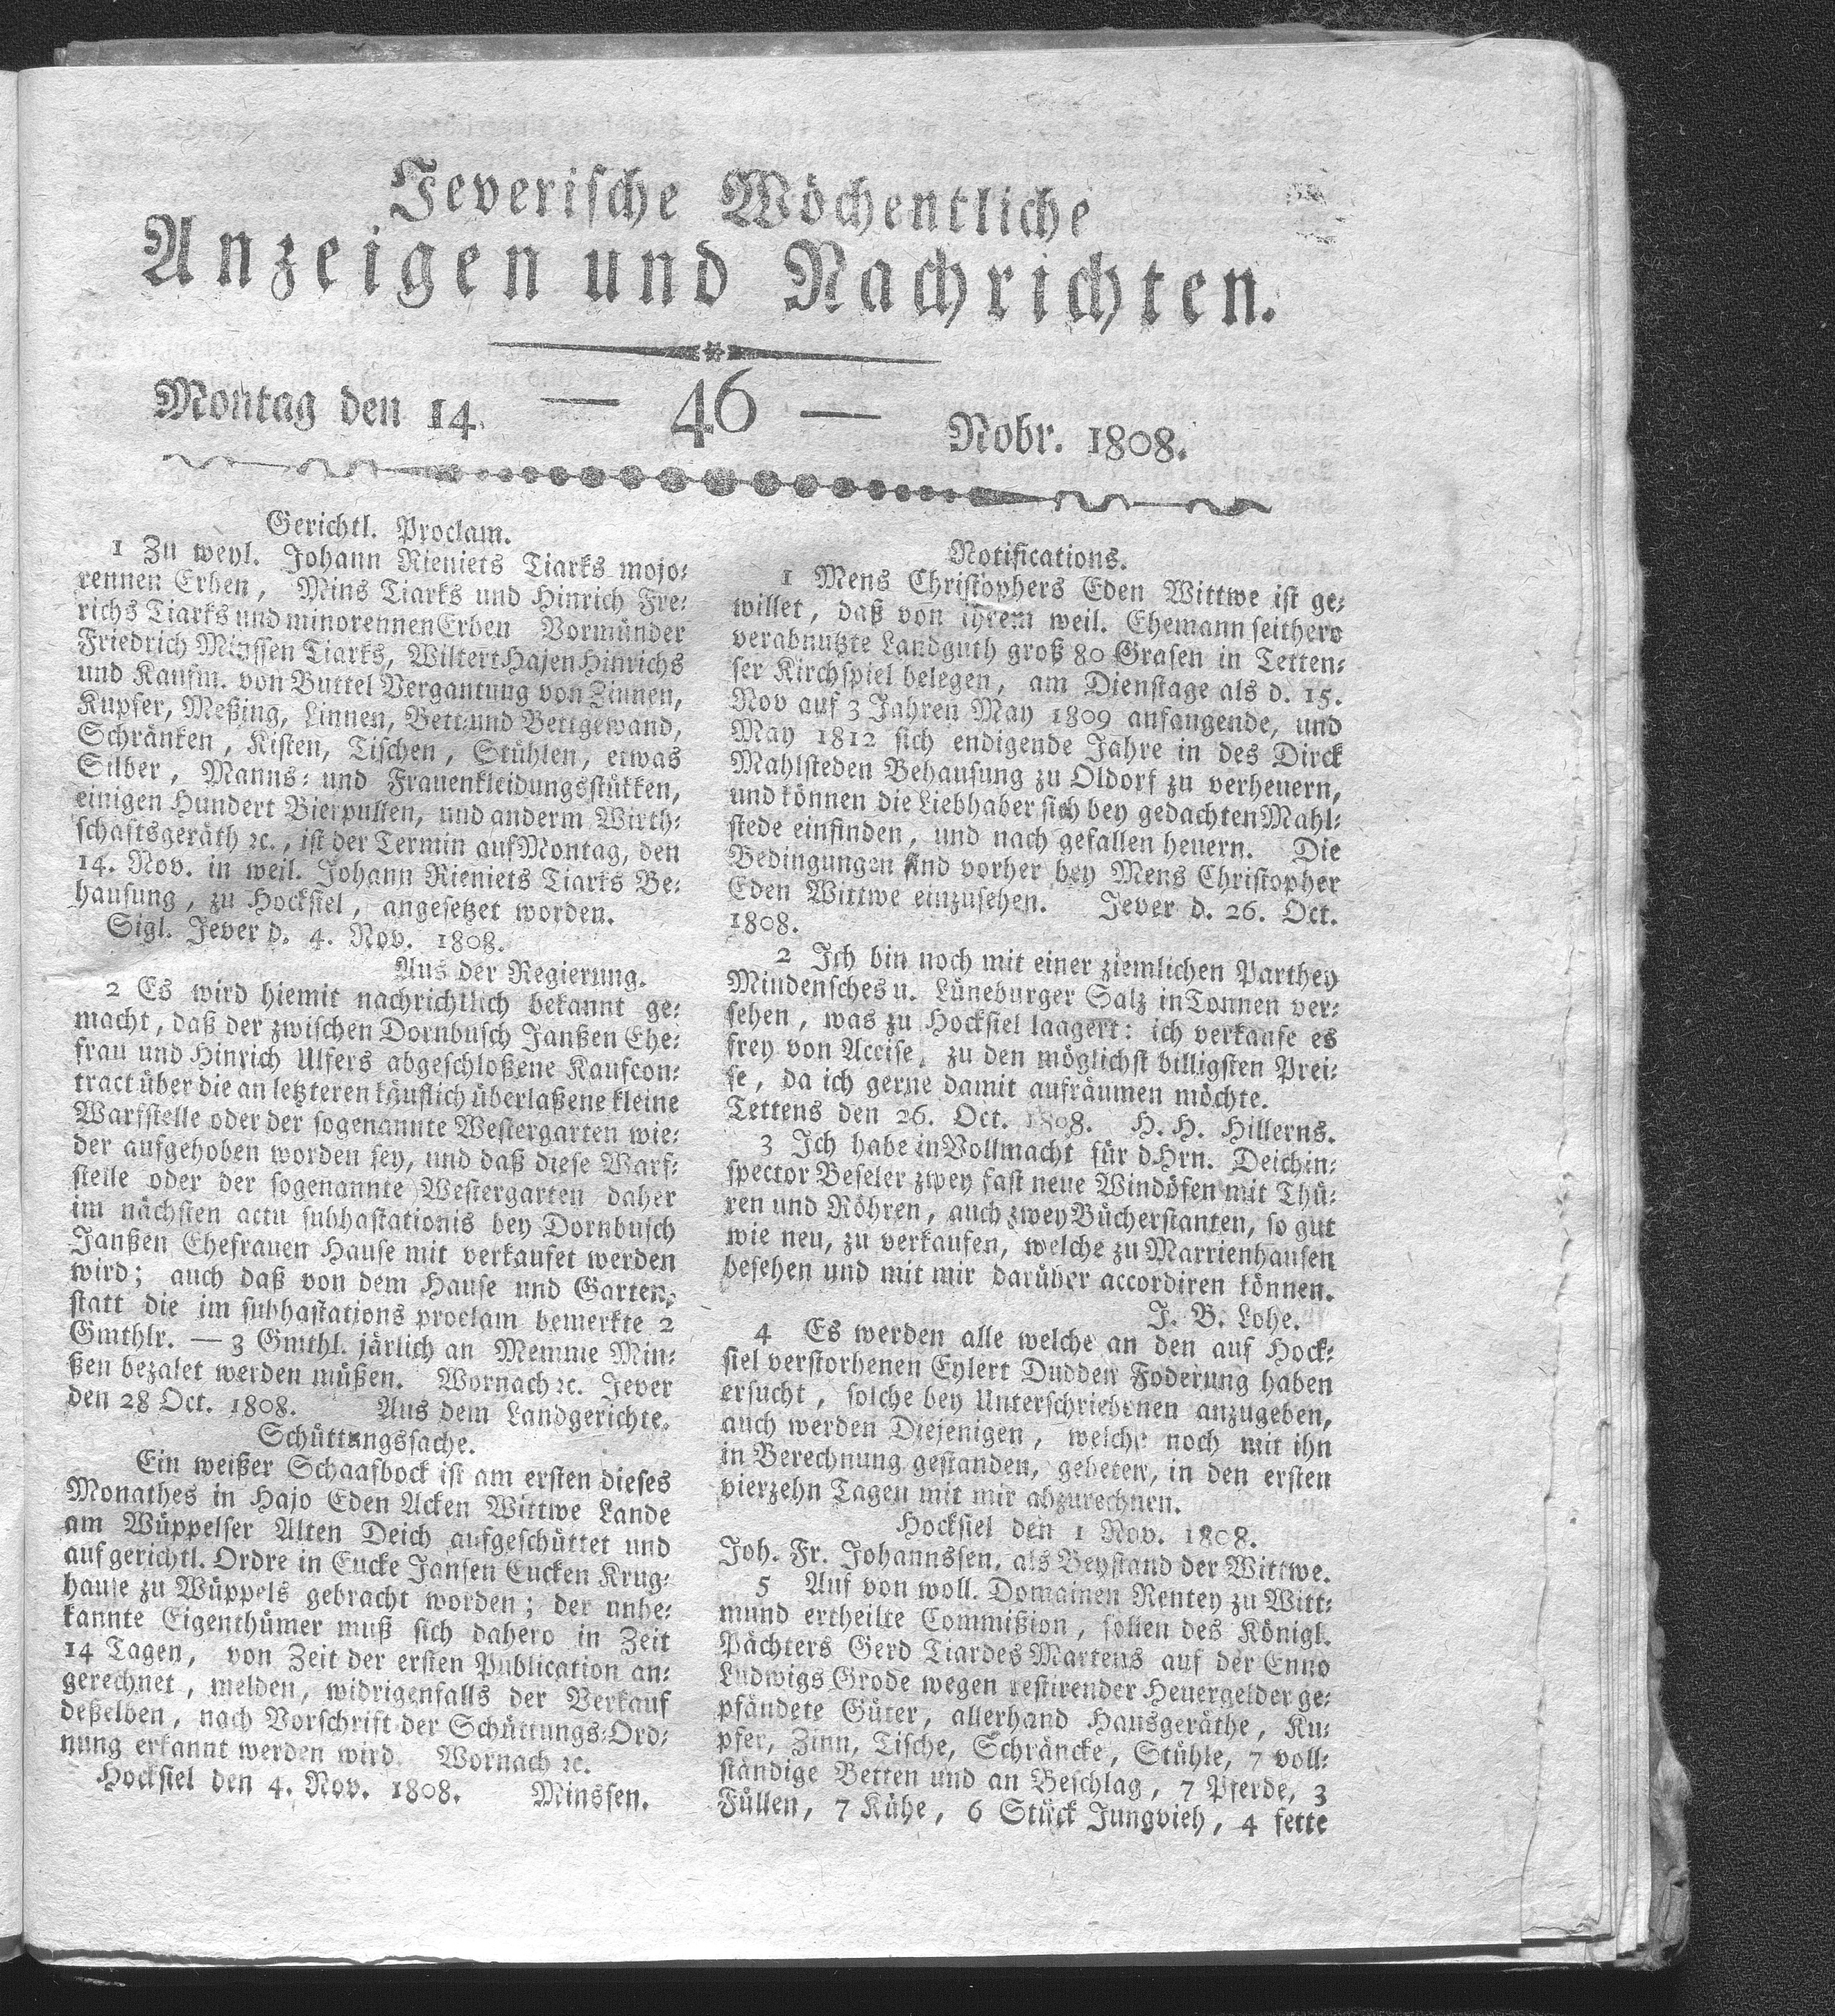 Jeverische Wöchentliche
Anzeigen und Nachrichten.
Montag den 14. — 46 — Nobr. 1808.
Gerichtl. Proclam.
1 Zu weyl. Johann Rieniets Tiarks mojo-
rennen Erben, Mins Tiarks und Hinrich Fre-
richs Tiarks und minorennen Erben Vormünder
Friedrich Minssen Tiarks, Wiltert Hajen Hinrichs
und Kaufm. von Buttel Vergantung von Zinnen,
Kupfer, Meßing, Linnen, Bett- und Bettgewand,
Schränken, Kisten, Tischen, Stühlen, etwas
Silber, Manns- und Frauenkleidungsstükken,
einigen Hundert Bierpullen, und anderm Wirth-
schaftsgeräth ꝛc., ist der Termin auf Montag, den
14. Nov. in weil. Johann Rieniets Tiarks Be-
hausung, zu Hocksiel, angesetzet worden.
Sigl. Jever d. 4. Nov. 1808.
Aus der Regierung.
2 Es wird hiemit nachrichtlich bekannt ge-
macht, daß der zwischen Dornbusch Janßen Ehe-
frau und Hinrich Ulfers abgeschloßene Kaufcon-
tract über die an letzteren käuflich überlaßene kleine
Warfstelle oder der sogenannte Westergarten wie-
der aufgehoben worden sey, und daß diese Warf-
stelle oder der sogenannte Westergarten daher
im nächsten actu subhastationis bey Dornbusch
Janßen Ehefrauen Hause mit verkaufet werden
wird; auch daß von dem Hause und Garten,
statt die im subhastations proclam bemerkte 2
Gmthlr. — 3 Gmthl. järlich an Memme Min-
ßen bezalet werden müßen. Wornach ꝛc. Jever
den 28 Oct. 1808. Aus dem Landgerichte.
Schüttungssache.
Ein weißer Schaafbock ist am ersten dieses
Monathes in Hajo Eden Acken Wittwe Lande
am Wüppelser Alten Deich aufgeschüttet und
auf gerichtl. Ordre in Eucke Jansen Eucken Krug-
hause zu Wüppels gebracht worden; der unbe-
kannte Eigenthümer muß sich dahero in Zeit
14 Tagen, von Zeit der ersten Publication an-
gerechnet, melden, widrigenfalls der Verkauf
deßelben, nach Vorschrift der Schüttungs-Ord-
nung erkannt werden wird. Wornach ꝛc.
Hocksiel den 4. Nov. 1808. Minssen.
Notifications.
1 Mens Christophers Eden Wittwe ist ge-
willet, daß von ihrem weil. Ehemann seithero
verabnutzte Landguth groß 80 Grasen in Tetten-
ser Kirchspiel belegen, am Dienstage als d. 15.
Nov auf 3 Jahren May 1809 anfangende, und
May 1812 sich endigende Jahre in des Dirck
Mahlsteden Behausung zu Oldorf zu verheuern,
und können die Liebhaber sich bey gedachten Mahl-
stede einfinden, und nach gefallen heuern. Die
Bedingungen sind vorher bey Mens Christopher
Eden Wittwe einzusehen. Jever d. 26. Oct.
1808.
2 Ich bin noch mit einer ziemlichen Parthey
Mindensches u. Lüneburger Salz in Tonnen ver-
sehen, was zu Hocksiel laagert: ich verkaufe es
frey von Accise, zu den möglichst billigsten Prei-
se, da ich gerne damit aufräumen möchte.
Tettens den 26. Oct. 1808. H. H. Hillerns.
3 Ich habe in Vollmacht für d Hrn. Deichin-
spector Beseler zwey fast neue Windöfen mit Thü-
ren und Röhren, auch zwey Bücherstanten, so gut
wie neu, zu verkaufen, welche zu Marrienhausen
besehen und mit mir darüber accordiren können.
J. B. Lohe.
4 Es werden alle welche an den auf Hock-
siel verstorbenen Eylert Dudden Foderung haben
ersucht, solche bey Unterschriebenen anzugeben,
auch werden Diejenigen, welche noch mit ihn
in Berechnung gestanden, gebeten, in den ersten
vierzehn Tagen mit mir abzurechnen.
Hocksiel den 1 Nov. 1808.
Joh. Fr. Johannssen, als Beystand der Wittwe.
5 Auf von woll. Domainen Rentey zu Witt-
mund ertheilte Commißion, sollen des Königl.
Pächters Gerd Tiardes Martens auf der Enno
Ludwigs Grode wegen restirender Heuergelder ge-
pfändete Güter, allerhand Hausgeräthe, Ku-
pfer, Zinn, Tische, Schräncke, Stühle, 7 voll-
ständige Betten und an Beschlag, 7 Pferde, 3
Füllen, 7 Kühe, 6 Stück Jungvieh, 4 fette